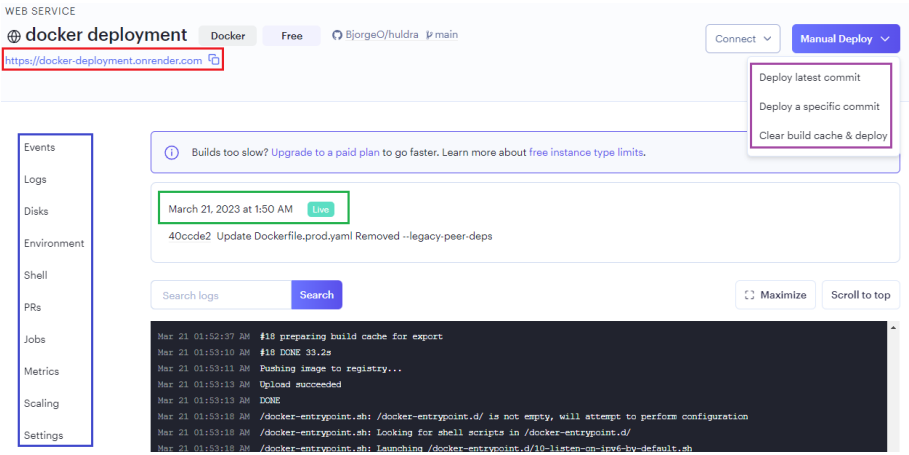 WEB SERVICE
docker deployment Docker Free BjorgeO/huldra main
Connect Manual Deploy
https://docker-deployment.onrender.com
Deploy latest commit
Deploy a specific commit
Clear build cache & deploy
Events
Logs
Disks
Environment
Shell
PRs
Jobs
Metrics
Scaling
Settings
Builds too slow? Upgrade to a paid plan to go faster. Learn more about free instance type limits.
March 21, 2023 at 1:50 AM Live
40ccde2 Update Dockerfile.prod.yaml Removed --legacy-peer-deps
Search logs Search Maximize Scroll to top
Mar 21 01:52:37 AM #18 preparing build cache for export
Mar 21 01:53:10 AM #18 DONE 33.2s
Mar 21 01:53:11 AM Pushing image to registry...
Mar 21 01:53:13 AM Upload succeeded
Mar 21 01:53:13 AM DONE
Mar 21 01:53:18 AM /docker-entrypoint.sh: /docker-entrypoint.d/ is not empty, will attempt to perform configuration
Mar 21 01:53:18 AM /docker-entrypoint.sh: Looking for shell scripts in /docker-entrypoint.d/
Mar 21 01:53:18 AM /docker-entrypoint.sh: Launching /docker-entrypoint.d/10-listen-on-ipv6-by-default.sh